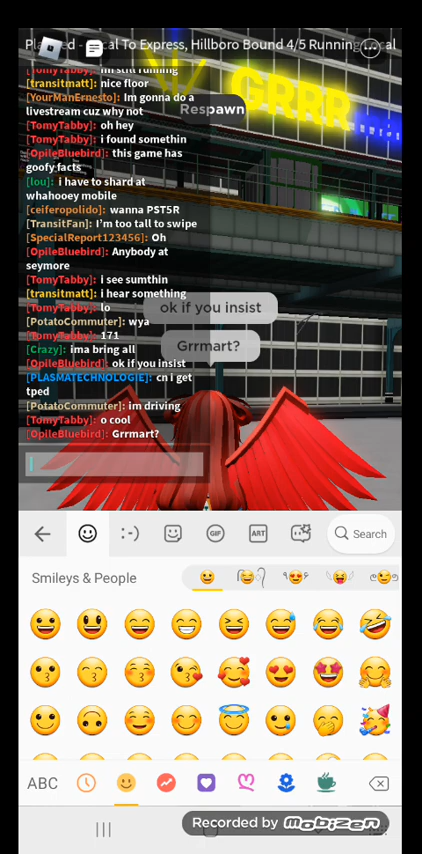 cal To Express, Hillboro Bound 4/5 Running
cal
[TomyTabby]: im still running
GRRR
[transitmatt]: nice floor
[YourManErnesto]: Im gonna do a
livestream cuz why not
Respawn
[TomyTabby]: oh hey
[TomyTabby]: i found somethin
[OpileBluebird]: this game has
goofy facts
[lou]: i have to shard at
whahooey mobile
[ceiferopolido]: wanna PST5R
[TransitFan]: I'm too tall to swipe
[SpecialReport123456]: Oh
[OpileBluebird]: Anybody at
seymore
[TomyTabby]: i see sumthin
[transitmatt]: i hear something
[TomyTabby]: lo
ok if you insist
[PotatoCommuter]: wya
[TomyTabby]: 171
[Crazy]: ima bring all
Grrmart?
[OpileBluebird]: ok if you insist
[PLASMATECHNOLOGIE]: cn i get
tped
[PotatoCommuter]: im driving
[TomyTabby]: o cool
[OpileBluebird]: Grrmart?
:-)
GIF
ART
Search
Smileys & People
ABC
Recorded by mobizen